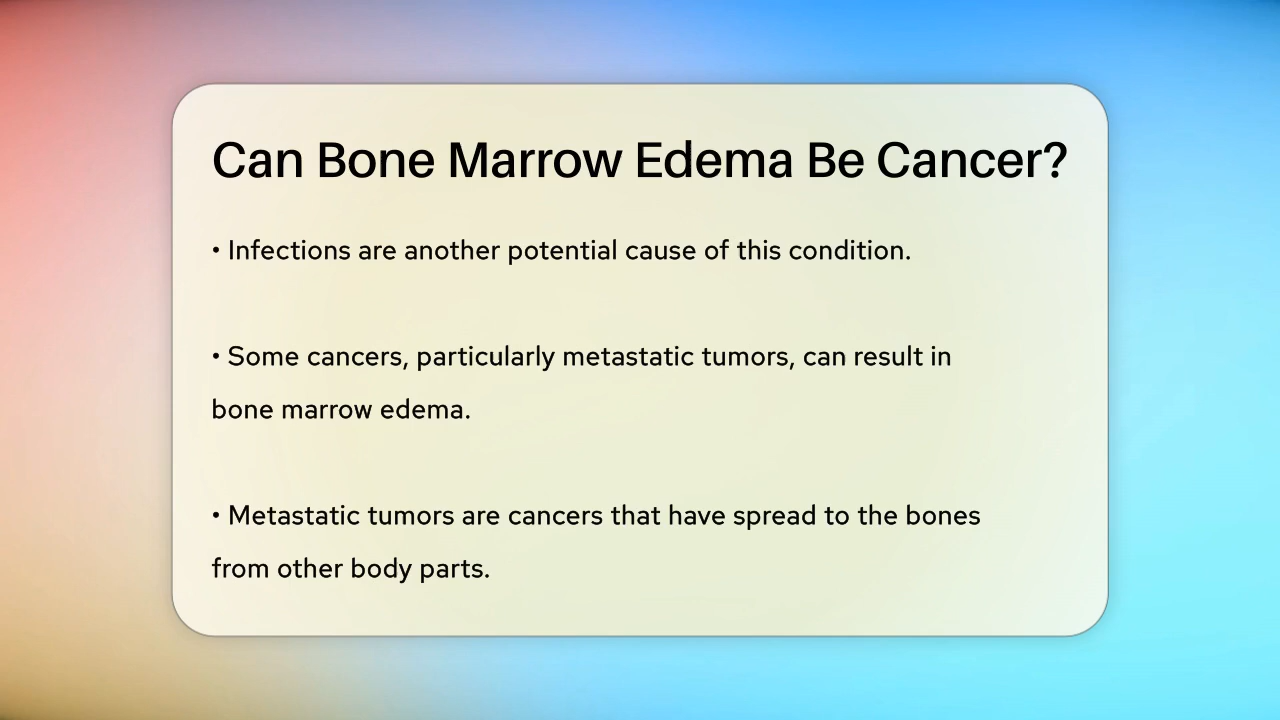 Can Bone Marrow Edema Be Cancer?
• Infections are another potential cause of this condition.
• Some cancers, particularly metastatic tumors, can result in
bone marrow edema.
• Metastatic tumors are cancers that have spread to the bones
from other body parts.